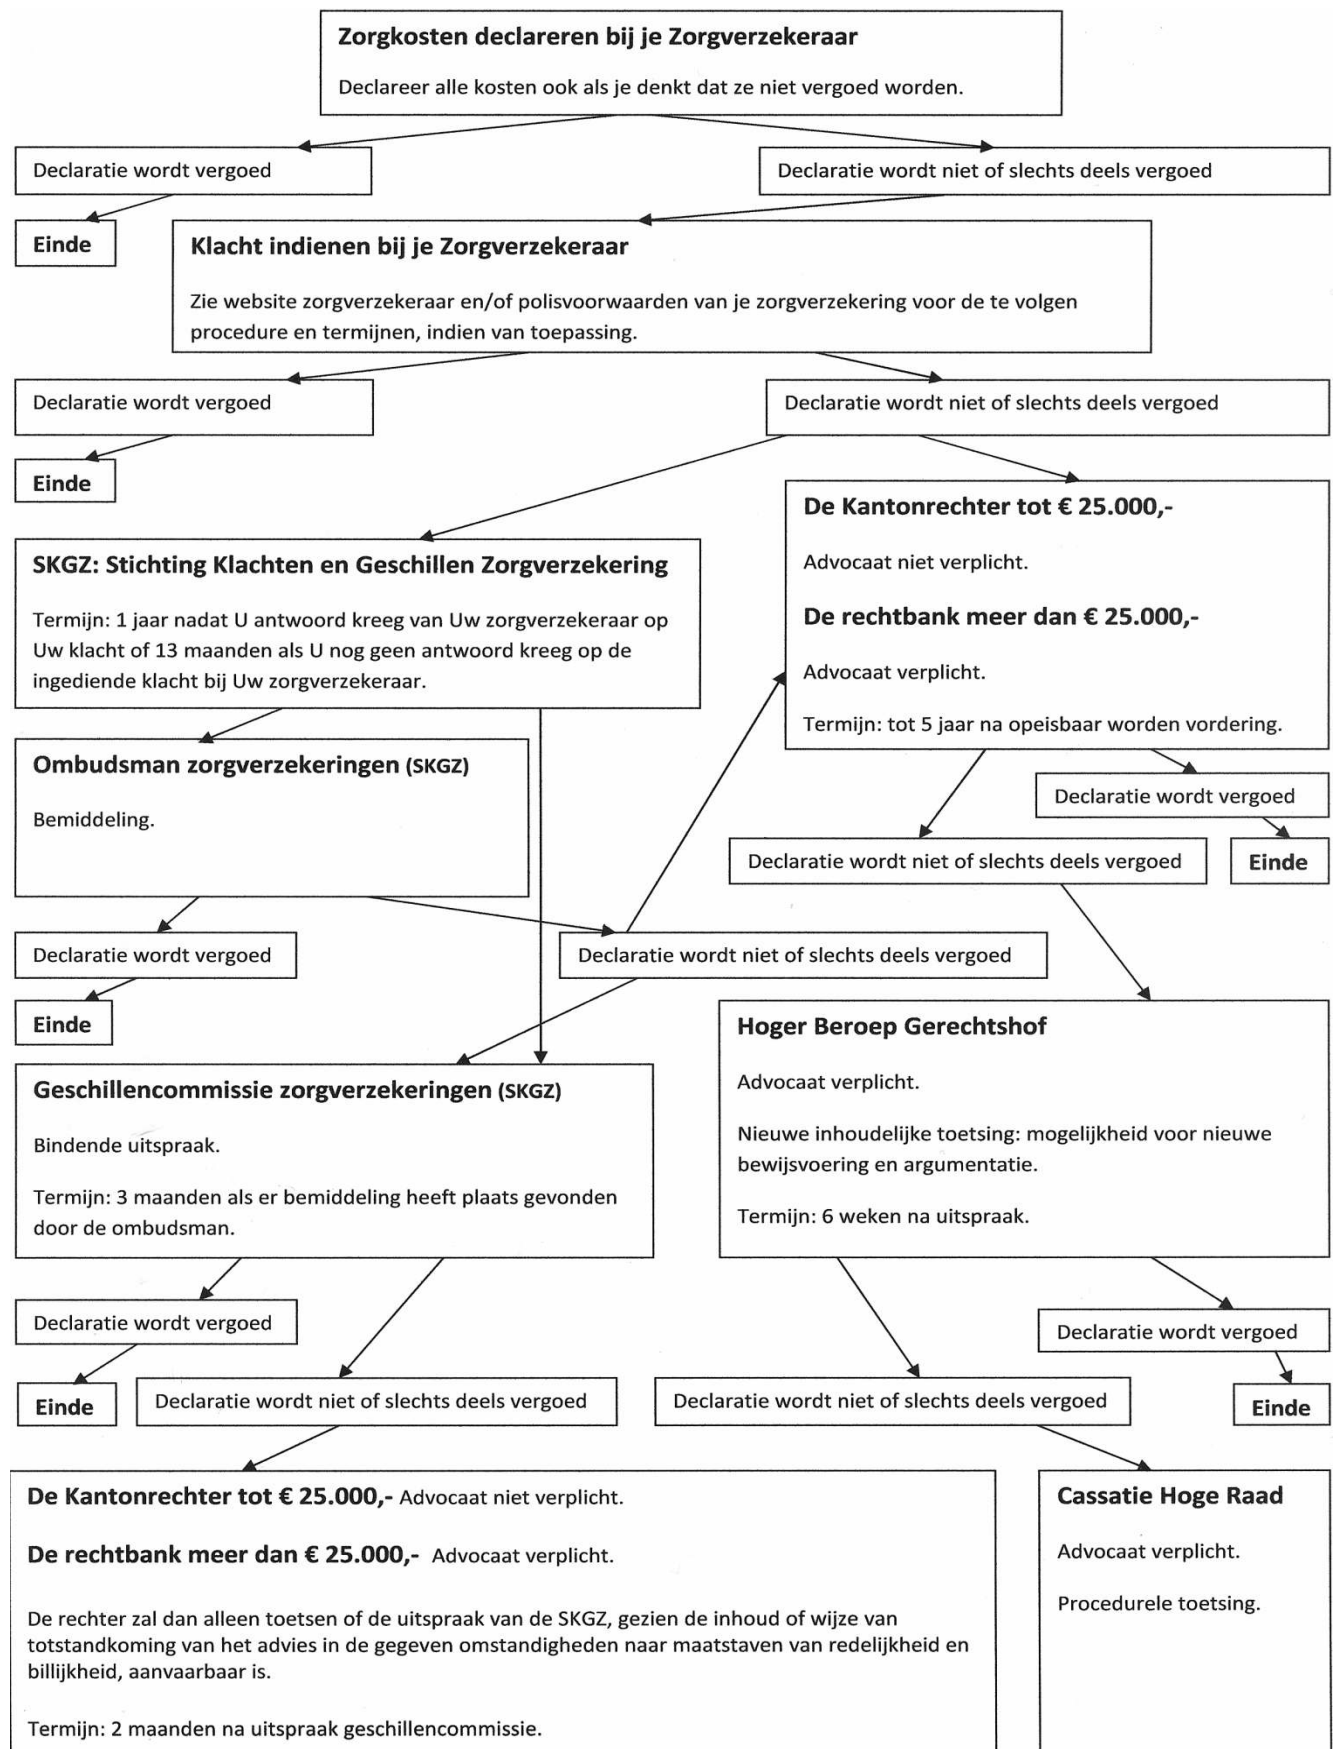 Zorgkosten declareren bij je Zorgverzekeraar
Declareer alle kosten ook als je denkt dat ze niet vergoed worden.
Declaratie wordt vergoed
Declaratie wordt niet of slechts deels vergoed
Einde
Klacht indienen bij je Zorgverzekeraar
Zie website zorgverzekeraar en/of polisvoorwaarden van je zorgverzekering voor de te volgen
procedure en termijnen, indien van toepassing.
Declaratie wordt vergoed
Declaratie wordt niet of slechts deels vergoed
Einde
De Kantonrechter tot € 25.000,-
Advocaat niet verplicht.
De rechtbank meer dan € 25.000,-
Advocaat verplicht.
Termijn: tot 5 jaar na opeisbaar worden vordering.
SKGZ: Stichting Klachten en Geschillen Zorgverzekering
Termijn: 1 jaar nadat U antwoord kreeg van Uw zorgverzekeraar op
Uw klacht of 13 maanden als U nog geen antwoord kreeg op de
ingediende klacht bij Uw zorgverzekeraar.
Ombudsman zorgverzekeringen (SKGZ)
Bemiddeling.
Declaratie wordt vergoed
Declaratie wordt niet of slechts deels vergoed
Einde
Declaratie wordt vergoed
Declaratie wordt niet of slechts deels vergoed
Einde
Hoger Beroep Gerechtshof
Advocaat verplicht.
Nieuwe inhoudelijke toetsing: mogelijkheid voor nieuwe
bewijsvoering en argumentatie.
Termijn: 6 weken na uitspraak.
Geschillencommissie zorgverzekeringen (SKGZ)
Bindende uitspraak.
Termijn: 3 maanden als er bemiddeling heeft plaats gevonden
door de ombudsman.
Declaratie wordt vergoed
Declaratie wordt vergoed
Einde
Declaratie wordt niet of slechts deels vergoed
Declaratie wordt niet of slechts deels vergoed
Einde
De Kantonrechter tot € 25.000,- Advocaat niet verplicht.
De rechtbank meer dan € 25.000,- Advocaat verplicht.
De rechter zal dan alleen toetsen of de uitspraak van de SKGZ, gezien de inhoud of wijze van
totstandkoming van het advies in de gegeven omstandigheden naar maatstaven van redelijkheid en
billijkheid, aanvaarbaar is.
Termijn: 2 maanden na uitspraak geschillencommissie.
Cassatie Hoge Raad
Advocaat verplicht.
Procedurele toetsing.